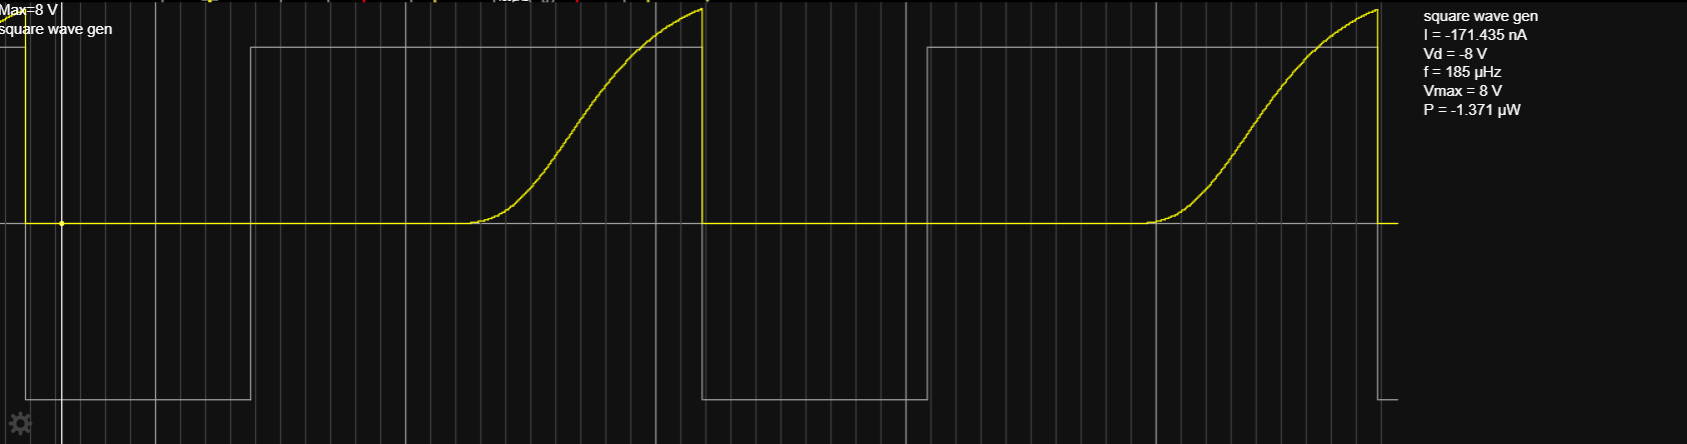 Max=8 V
square wave gen
square wave gen
I = -171.435 nA
Vd = -8 V
f = 185 µHz
Vmax = 8 V
P = -1.371 µW